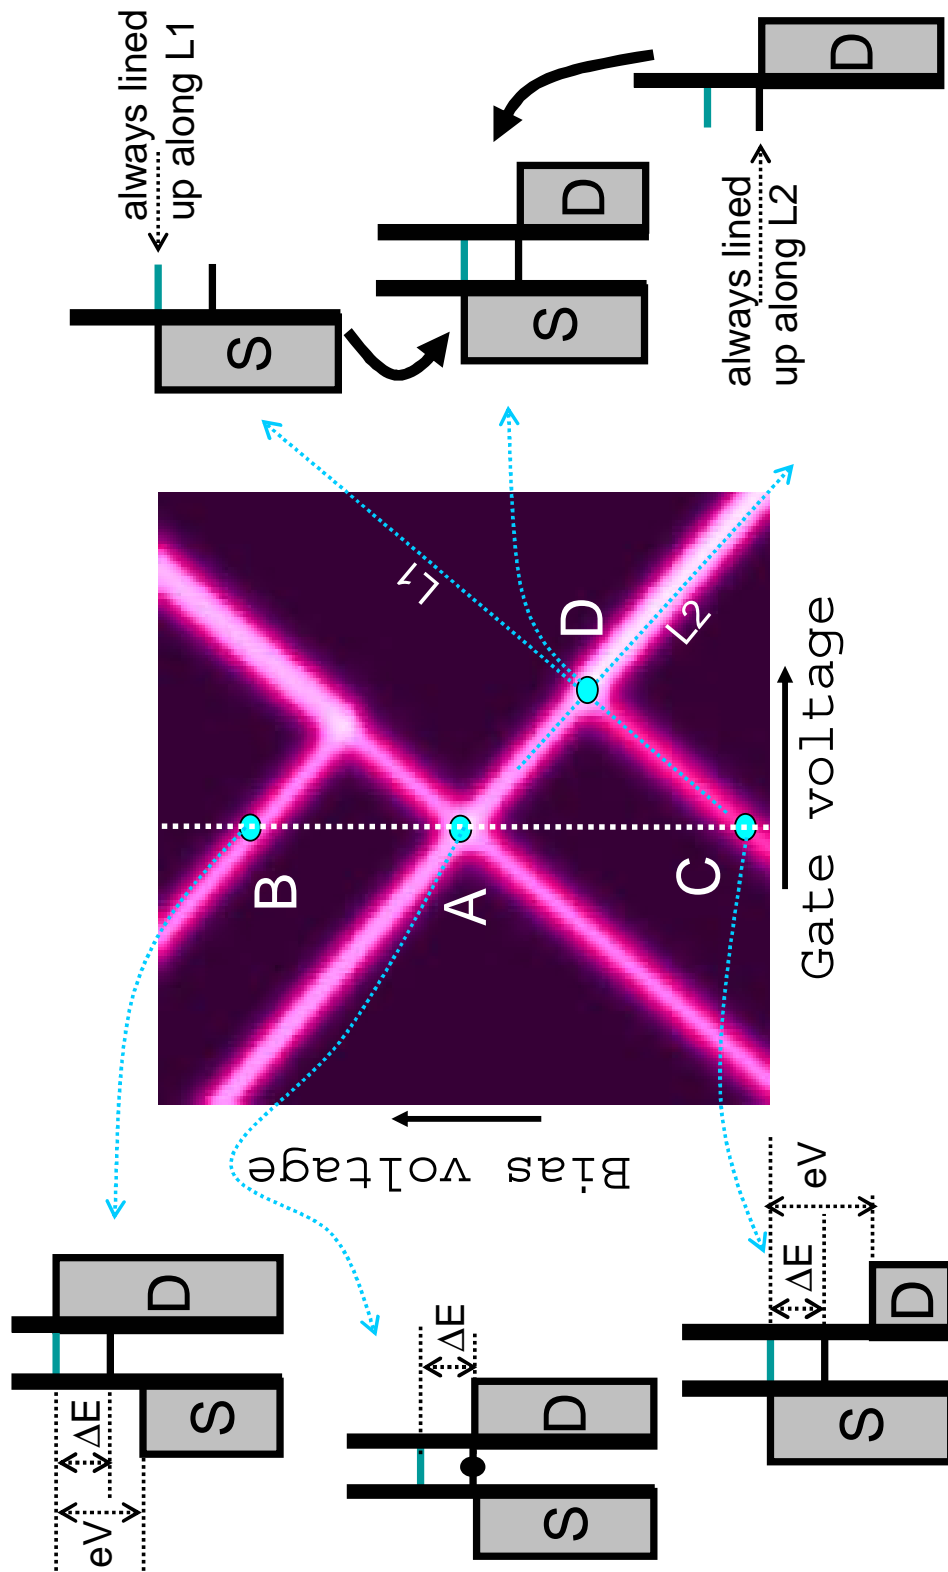 always lined
up along L1
S
S
D
D
always lined
up along L2
L1
D
L2
B
A
C
Gate voltage
Bias voltage
D
S
ΔE
eV
ΔE
D
S
eV
ΔE
D
S